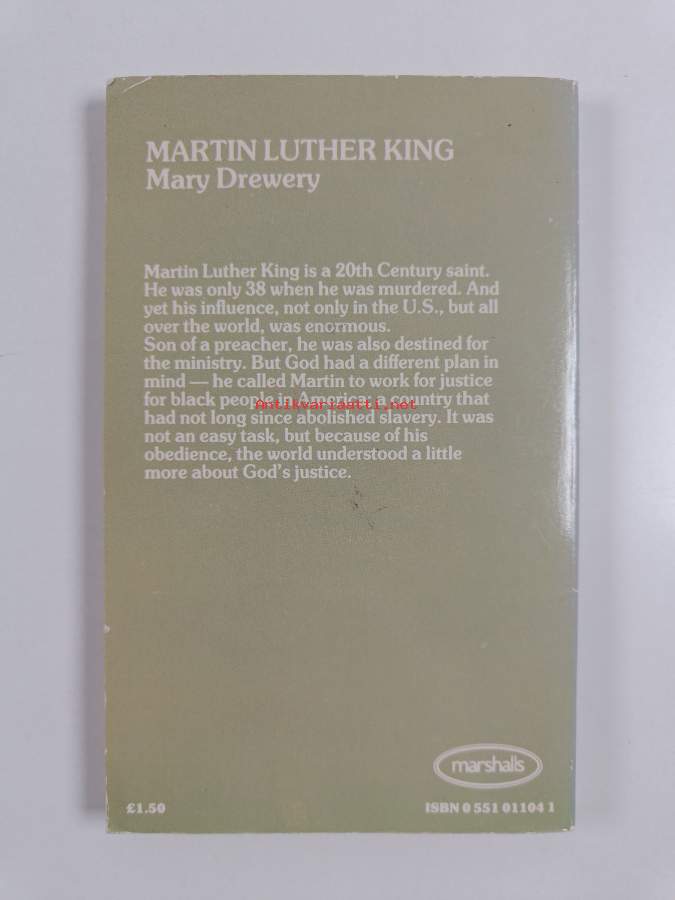 MARTIN LUTHER KING
Mary Drewery
Martin Luther King is a 20th Century saint.
He was only 38 when he was murdered. And
yet his influence, not only in the U.S., but all
over the world, was enormous.
Son of a preacher, he was also destined for
the ministry. But God had a different plan in
mind — he called Martin to work for justice
for black people in America, a country that
Antikvariaatti.net
had not long since abolished slavery. It was
not an easy task, but because of his
obedience, the world understood a little
more about God's justice.
marshalls
£1.50
ISBN 0 551 01104 1